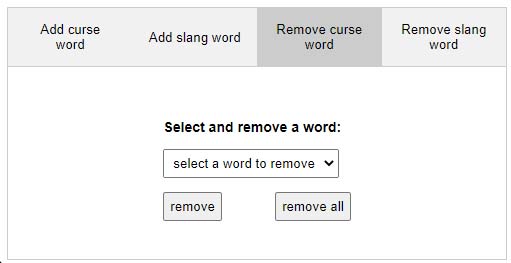 Add curse
word
Add slang word
Remove curse
word
Remove slang
word
Select and remove a word:
select a word to remove
remove
remove all